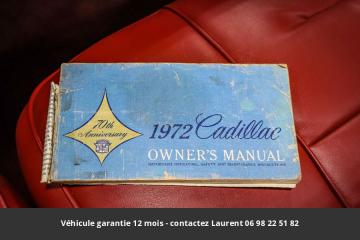 70th
Anniversary
1972 Cadillac
OWNER'S MANUAL
Véhicule garantie 12 mois - contactez Laurent 06 98 22 51 82